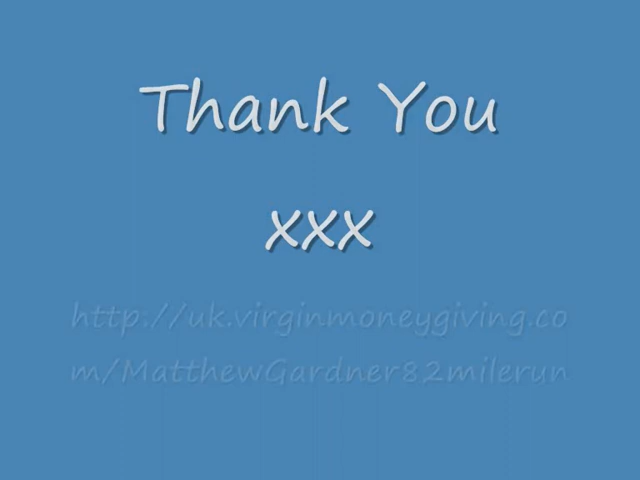 Thank You
xxx
http://uk.virginmoneygiving.co
m/MatthewGardner82milerun